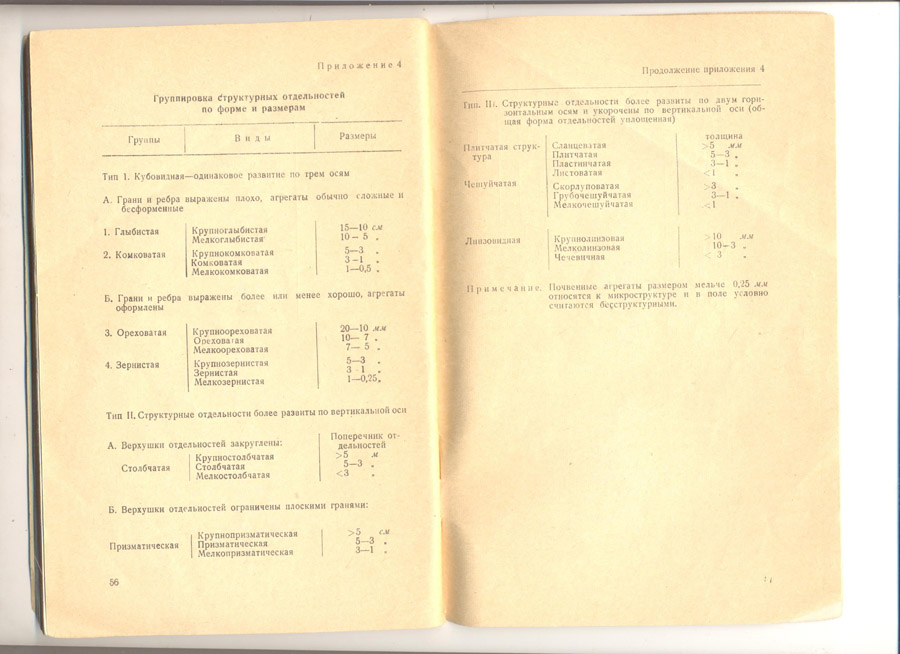 Приложение 4
Группировка структурных отдельностей
по форме и размерам
Группы Виды Размеры
Тип I. Кубовидная—одинаковое развитие по трем осям
А. Грани и ребра выражены плохо, агрегаты обычно сложные и
бесформенные
1. Глыбистая Крупноглыбистая 15—10 см
Мелкоглыбистая 10— 5 „
2. Комковатая Крупнокомковатая 5—3 „
Комковатая 3 -1 „
Мелкокомковатая 1—0,5 „
Б. Грани и ребра выражены более или менее хорошо, агрегаты
оформлены
3. Ореховатая Крупноореховатая 20—10 мм
Ореховатая 10— 7 „
Мелкоореховатая 7— 5 „
4. Зернистая Крупнозернистая 5—3 „
Зернистая 3 1 „
Мелкозернистая 1—0,25„
Тип II. Структурные отдельности более развиты по вертикальной оси
А. Верхушки отдельностей закруглены: Поперечник от-
дельностей
Крупностолбчатая >5 м
Столбчатая Столбчатая 5—3 „
Мелкостолбчатая <3 „
Б. Верхушки отдельностей ограничены плоскими гранями:
Крупнопризматическая >5 см
Призматическая Призматическая 5—3 „
Мелкопризматическая 3—1 „
56
Продолжение приложения 4
Тип. III. Структурные отдельности более развиты по двум гори-
зонтальным осям и укорочены по вертикальной оси (об-
щая форма отдельностей уплощенная)
толщина
Плитчатая струк- Сланцеватая >5 мм
тура Плитчатая 5—3 „
Пластинчатая 3—1 „
Листоватая <1 „
Чешуйчатая Скорлуповатая >3 „
Грубочешуйчатая 3—1 „
Мелкочешуйчатая <1
Линзовидная Крупнолинзовая >10 мм
Мелколинзовая 10—3 „
Чечевичная < 3 „
Примечание. Почвенные агрегаты размером мельче 0,25 мм
относятся к микроструктуре и в поле условно
считаются бесструктурными.